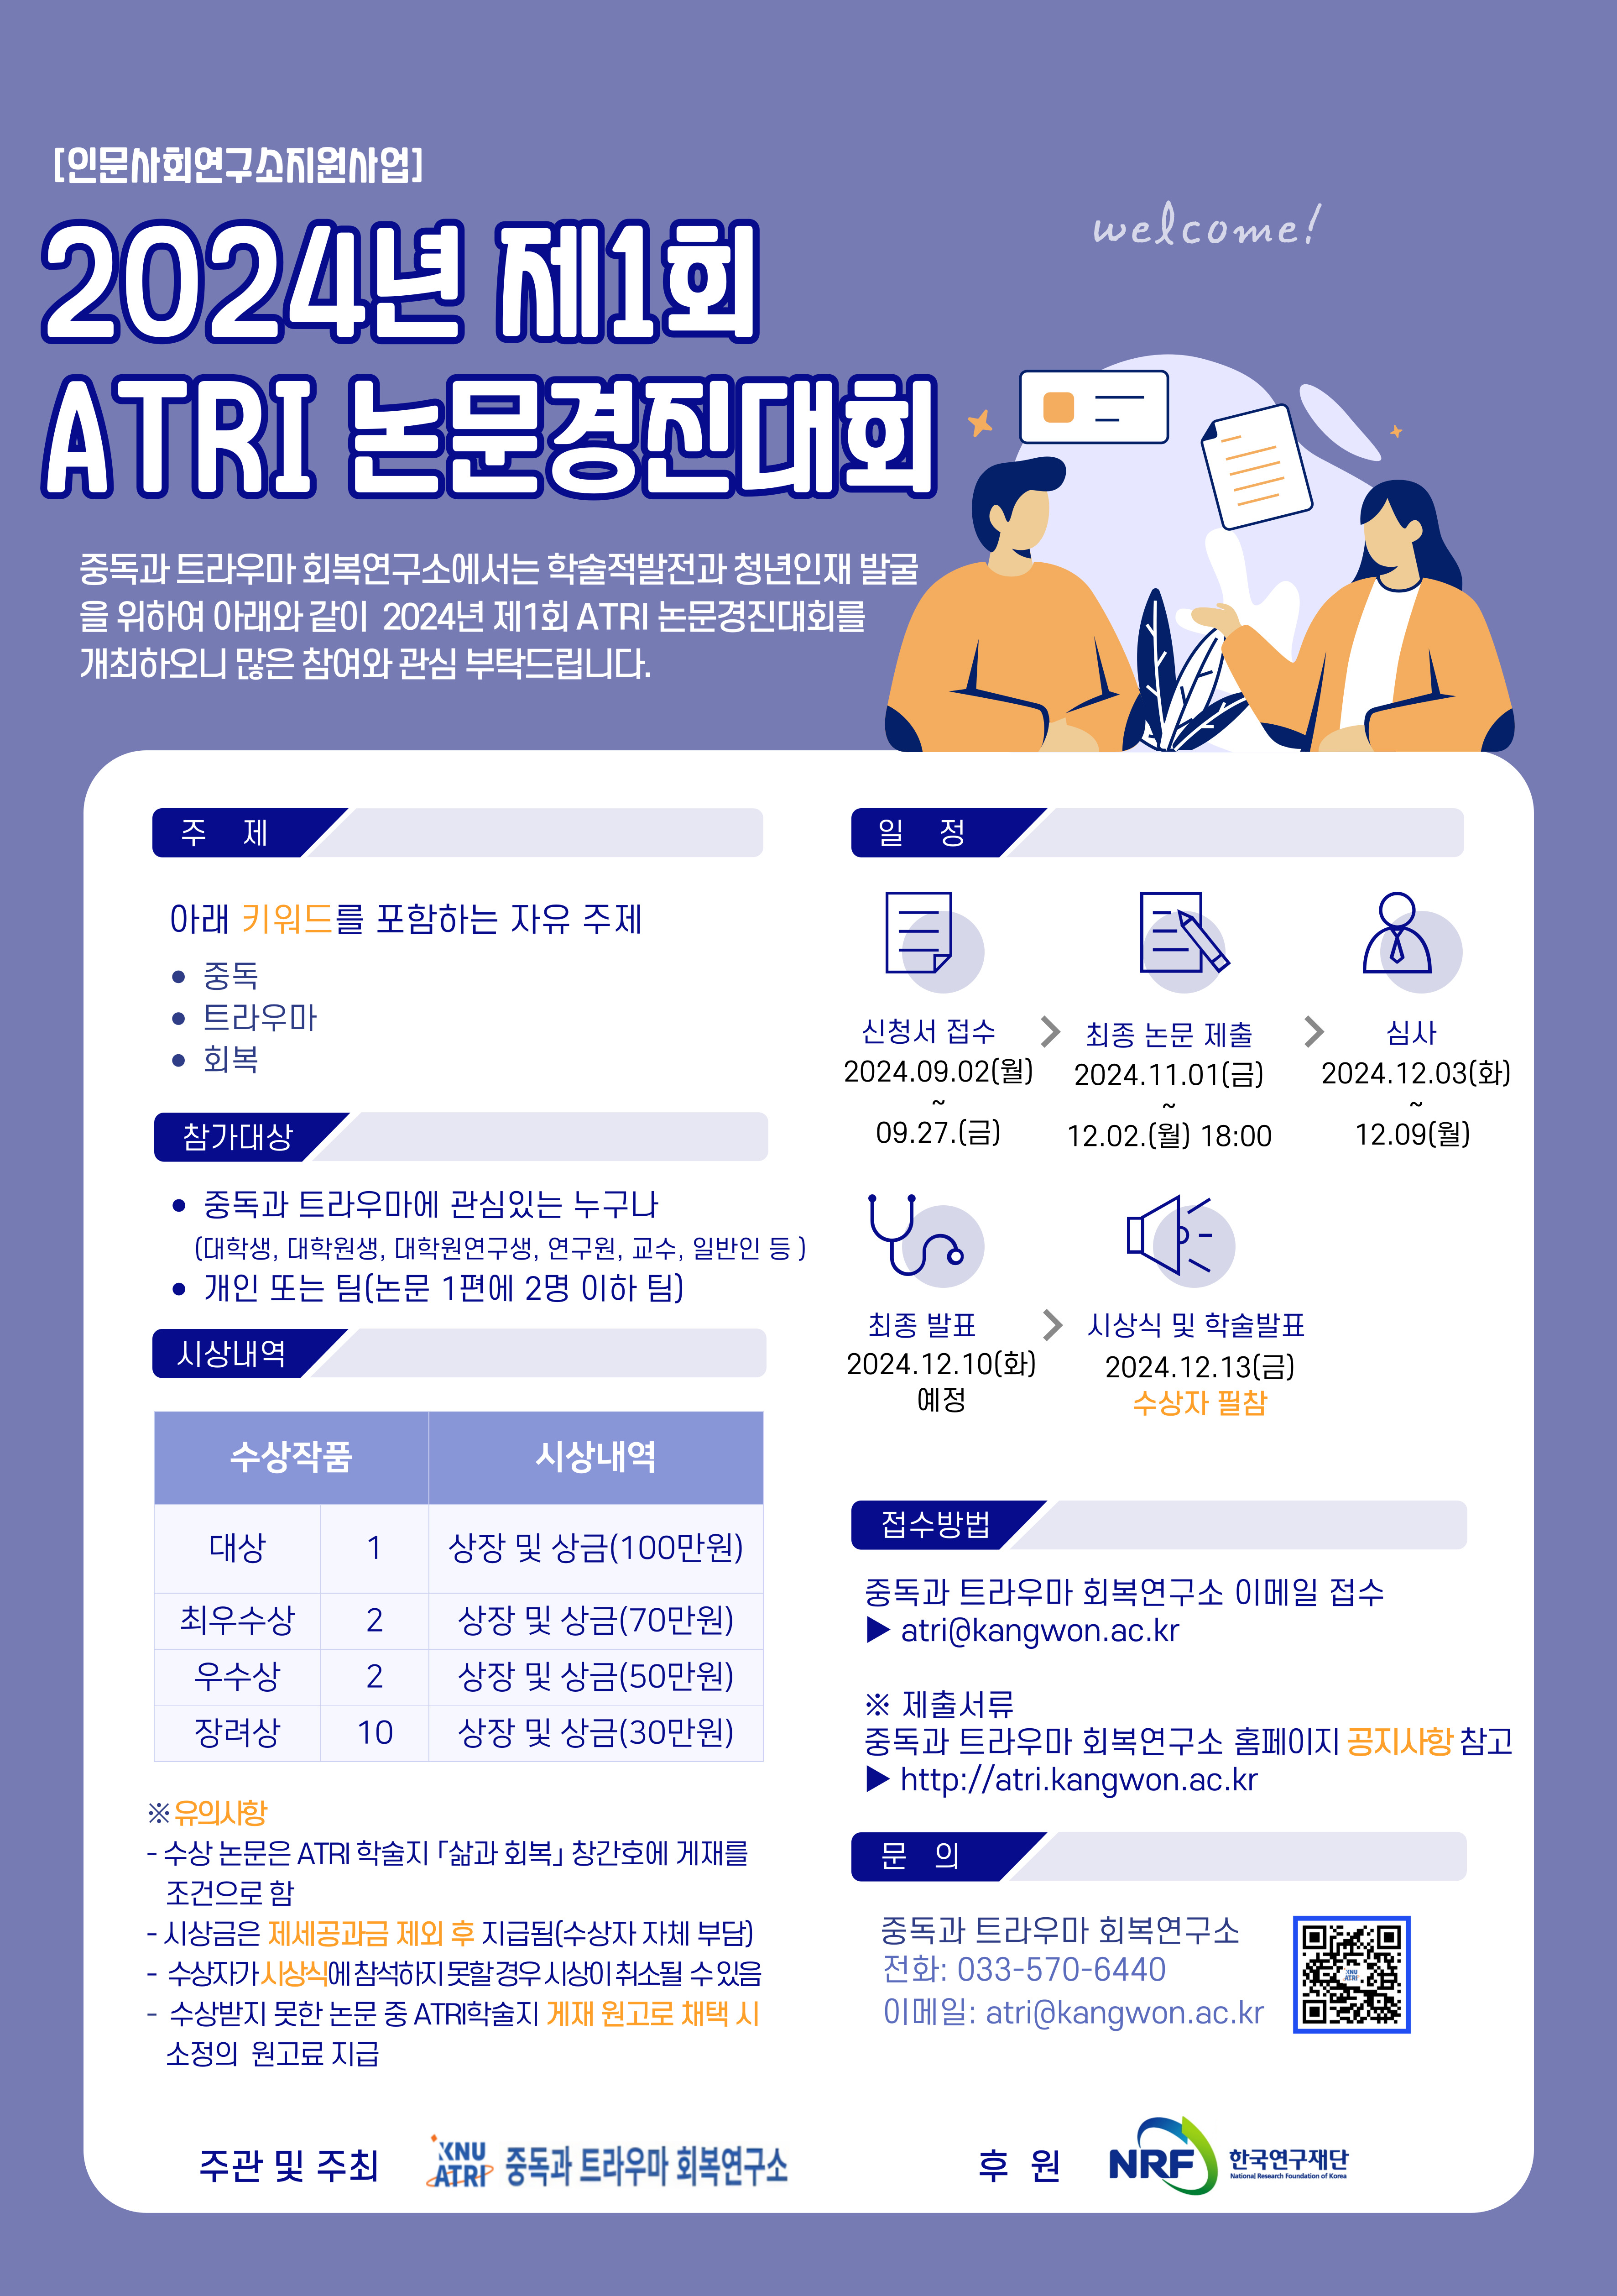 [인문사회연구소지원사업]
2024년 제1회
ATRI 논문경진대회
welcome!
중독과 트라우마 회복연구소에서는 학술적발전과 청년인재 발굴
을 위하여 아래와 같이 2024년 제1회 ATRI 논문경진대회를
개최하오니 많은 참여와 관심 부탁드립니다.
주 제
아래 키워드를 포함하는 자유 주제
• 중독
• 트라우마
• 회복
참가대상
• 중독과 트라우마에 관심있는 누구나
(대학생, 대학원생, 대학원연구생, 연구원, 교수, 일반인 등 )
• 개인 또는 팀(논문 1편에 2명 이하 팀)
시상내역
수상작품 시상내역
대상 1 상장 및 상금(100만원)
최우수상 2 상장 및 상금(70만원)
우수상 2 상장 및 상금(50만원)
장려상 10 상장 및 상금(30만원)
※유의사항
- 수상 논문은 ATRI 학술지 「삶과 회복」 창간호에 게재를
조건으로 함
- 시상금은 제세공과금 제외 후 지급됨(수상자 자체 부담)
- 수상자가 시상식에 참석하지 못할 경우 시상이 취소될 수 있음
- 수상받지 못한 논문 중 ATRI학술지 게재 원고로 채택 시
소정의 원고료 지급
일 정
신청서 접수
2024.09.02(월)
~
09.27.(금)
최종 논문 제출
2024.11.01(금)
~
12.02.(월) 18:00
심사
2024.12.03(화)
~
12.09(월)
최종 발표
2024.12.10(화)
예정
시상식 및 학술발표
2024.12.13(금)
수상자 필참
접수방법
중독과 트라우마 회복연구소 이메일 접수
▶ atri@kangwon.ac.kr
※ 제출서류
중독과 트라우마 회복연구소 홈페이지 공지사항 참고
▶ http://atri.kangwon.ac.kr
문 의
중독과 트라우마 회복연구소
전화: 033-570-6440
이메일: atri@kangwon.ac.kr
KNU
ATRI
주관 및 주최
KNU
ATRI
중독과 트라우마 회복연구소
후 원
NRF
한국연구재단
National Research Foundation of Korea